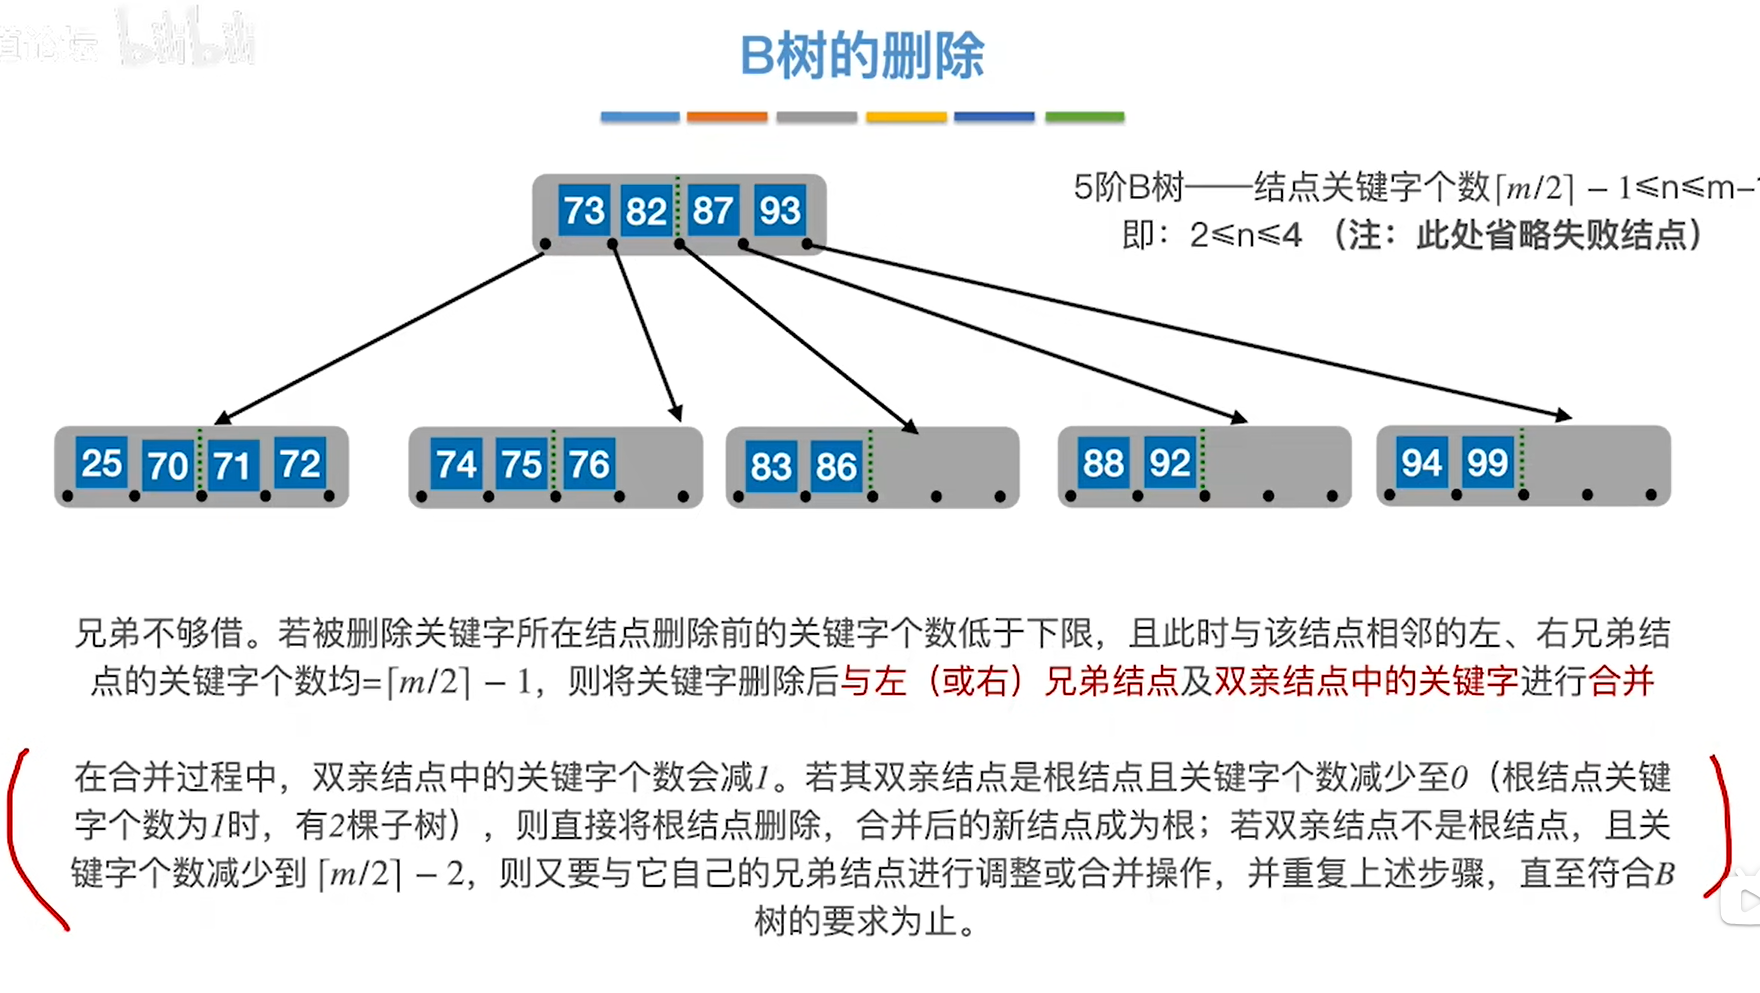 道论坛 bilibili
B树的删除
73 82 87 93
5阶B树——结点关键字个数⌈m/2⌉ − 1≤n≤m−1
即：2≤n≤4 （注：此处省略失败结点）
25 70 71 72 74 75 76 83 86 88 92 94 99
兄弟不够借。若被删除关键字所在结点删除前的关键字个数低于下限，且此时与该结点相邻的左、右兄弟结
点的关键字个数均=⌈m/2⌉ − 1，则将关键字删除后与左（或右）兄弟结点及双亲结点中的关键字进行合并
在合并过程中，双亲结点中的关键字个数会减1。若其双亲结点是根结点且关键字个数减少至0（根结点关键
字个数为1时，有2棵子树），则直接将根结点删除，合并后的新结点成为根；若双亲结点不是根结点，且关
键字个数减少到 ⌈m/2⌉ − 2，则又要与它自己的兄弟结点进行调整或合并操作，并重复上述步骤，直至符合B
树的要求为止。